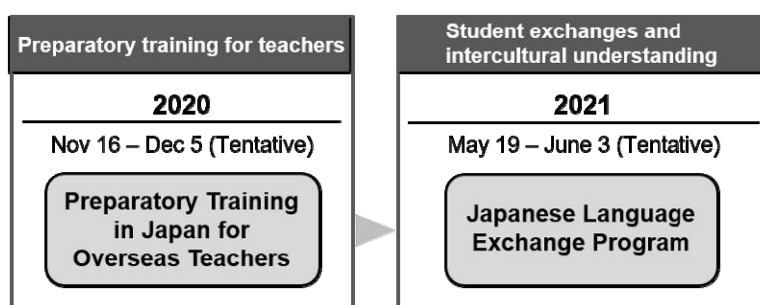 Preparatory training for teachers
2020
Nov 16 – Dec 5 (Tentative)
Preparatory Training
in Japan for
Overseas Teachers
Student exchanges and
intercultural understanding
2021
May 19 – June 3 (Tentative)
Japanese Language
Exchange Program